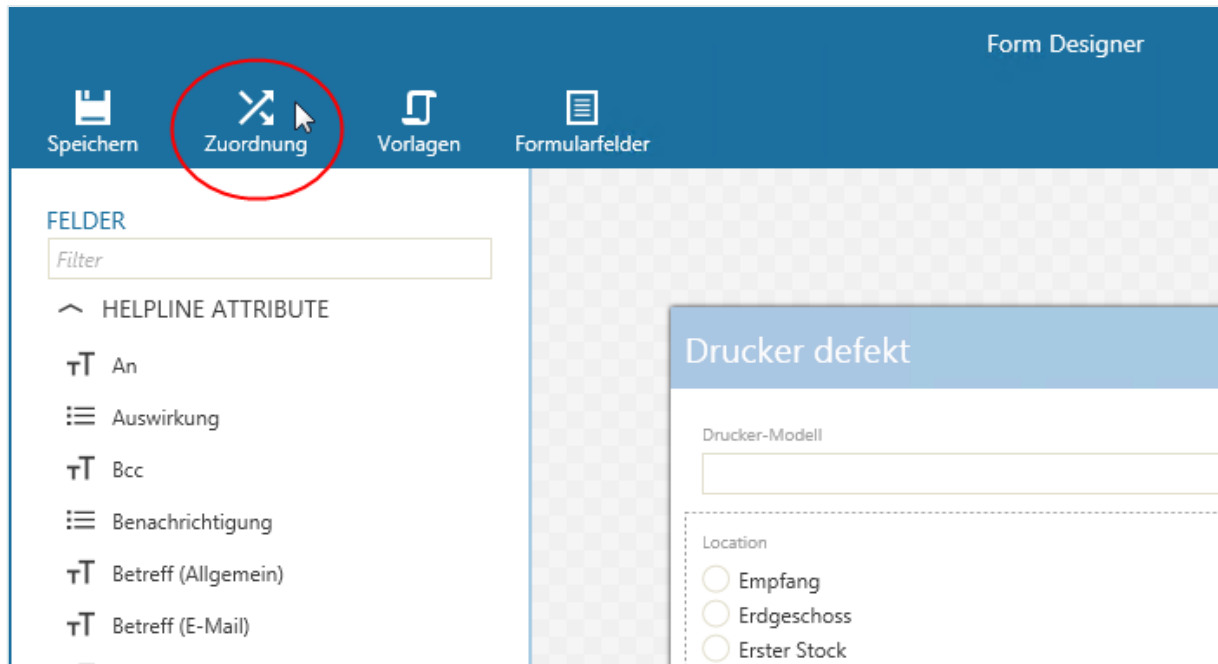 Form Designer
Speichern
Zuordnung
Vorlagen
Formularfelder
FELDER
Filter
HELPLINE ATTRIBUTE
An
Auswirkung
Bcc
Benachrichtigung
Betreff (Allgemein)
Betreff (E-Mail)
Drucker defekt
Drucker-Modell
Location
Empfang
Erdgeschoss
Erster Stock